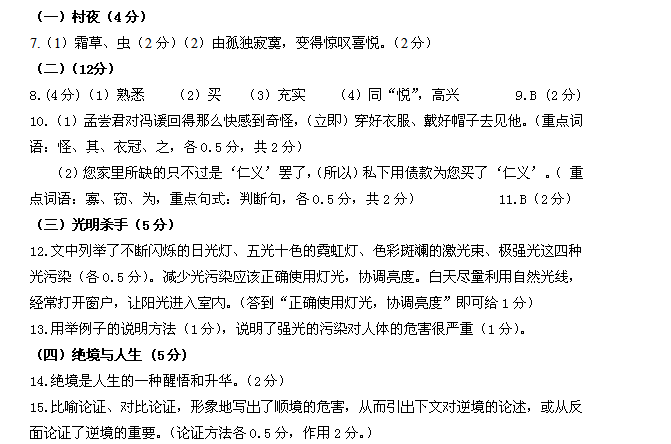 （一）村夜（4分）
7.（1）霜草、虫（2分）（2）由孤独寂寞，变得惊叹喜悦。（2分）
（二）（12分）
8.(4分)（1）熟悉 （2）买 （3）充实 （4）同“悦”，高兴 9.B（2分）
10.（1）孟尝君对冯谖回得那么快感到奇怪，（立即）穿好衣服、戴好帽子去见他。（重点词
语：怪、其、衣冠、之，各0.5分，共2分）
（2）您家里所缺的只不过是‘仁义’罢了，（所以）私下用债款为您买了‘仁义’。（ 重
点词语：寡、窃、为，重点句式：判断句，各0.5分，共2分） 11.B（2分）
（三）光明杀手（5分）
12.文中列举了不断闪烁的日光灯、五光十色的霓虹灯、色彩斑斓的激光束、极强光这四种
光污染（各0.5分）。减少光污染应该正确使用灯光，协调亮度。白天尽量利用自然光线，
经常打开窗户，让阳光进入室内。（答到“正确使用灯光，协调亮度”即可给1分）
13.用举例子的说明方法（1分），说明了强光的污染对人体的危害很严重（1分）。
（四）绝境与人生（5分）
14.绝境是人生的一种醒悟和升华。（2分）
15.比喻论证、对比论证，形象地写出了顺境的危害，从而引出下文对逆境的论述，或从反
面论证了逆境的重要。（论证方法各0.5分，作用2分。）